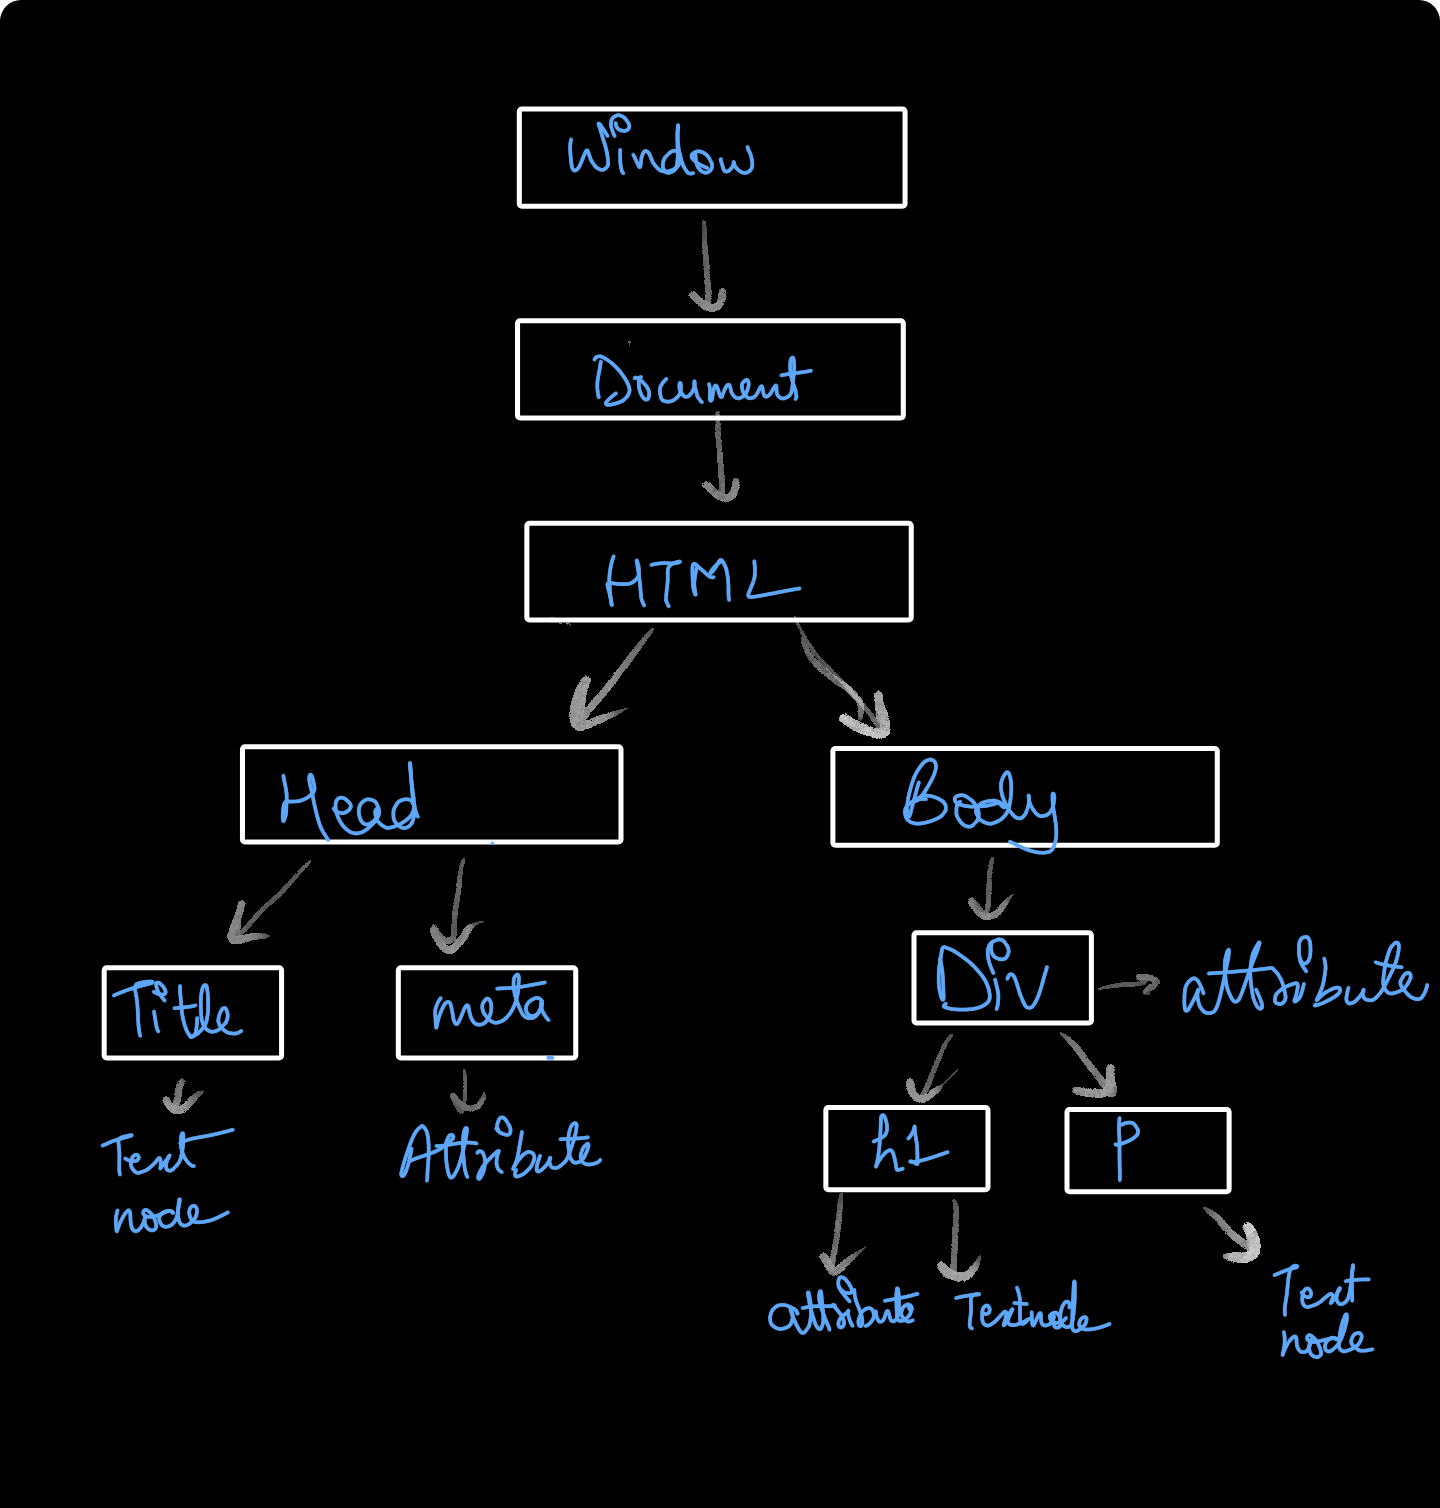 Window
Document
HTML
Head
Body
Title
meta
Div
attribute
Text
node
Attribute
h1
P
attribute
Textnode
Text
node